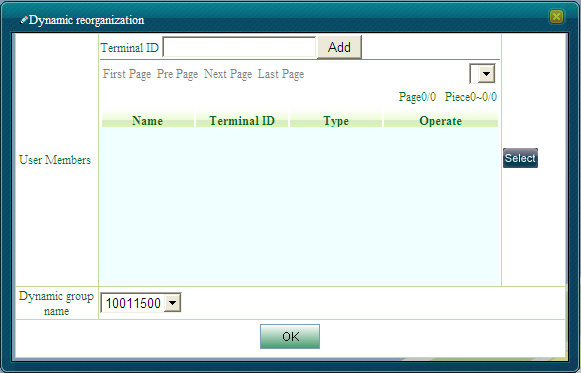 Dynamic reorganization
Terminal ID Add
First Page Pre Page Next Page Last Page
Page0/0 Piece0~0/0
Name Terminal ID Type Operate
User Members
Select
Dynamic group
name
10011500
OK